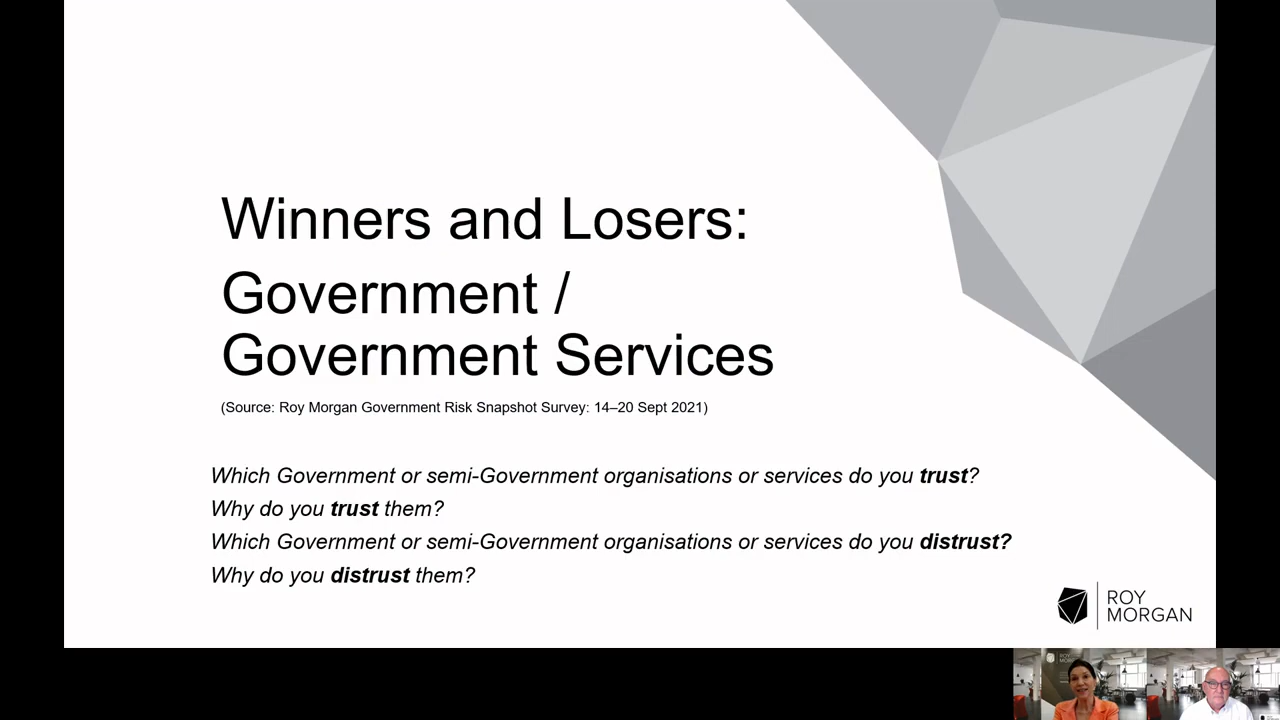 Winners and Losers:
Government /
Government Services
(Source: Roy Morgan Government Risk Snapshot Survey: 14–20 Sept 2021)
Which Government or semi-Government organisations or services do you trust?
Why do you trust them?
Which Government or semi-Government organisations or services do you distrust?
Why do you distrust them?
ROY
MORGAN